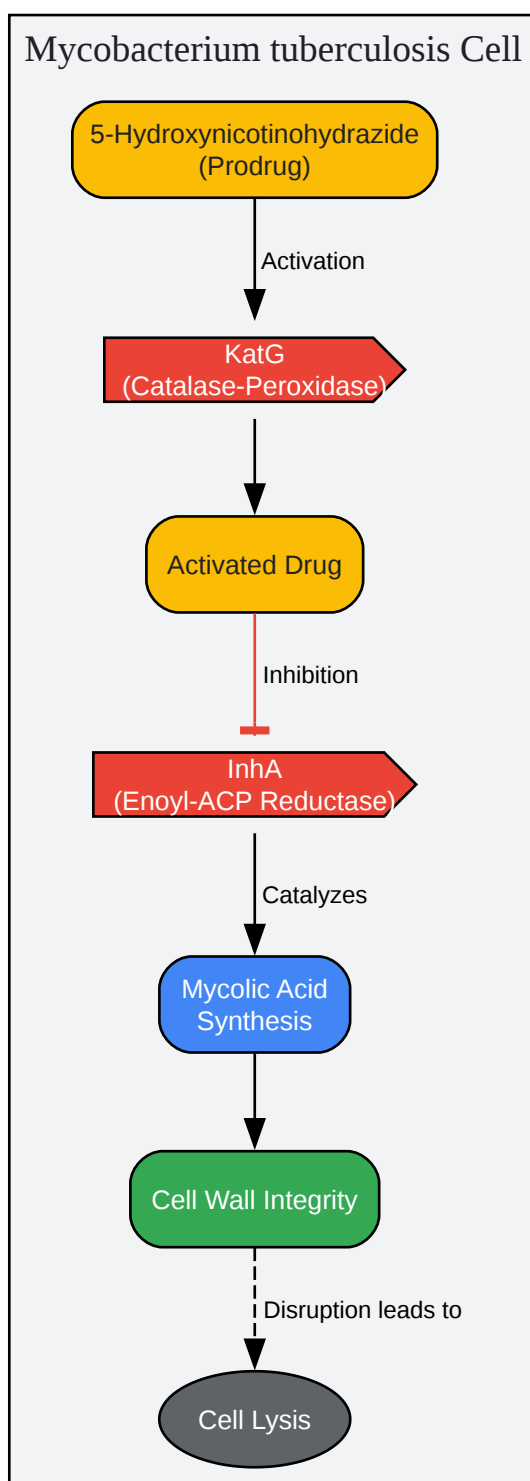 Mycobacterium tuberculosis Cell
5-Hydroxynicotinohydrazide
(Prodrug)
Activation
KatG
(Catalase-Peroxidase)
Activated Drug
Inhibition
InhA
(Enoyl-ACP Reductase)
Catalyzes
Mycolic Acid
Synthesis
Cell Wall Integrity
Disruption leads to
Cell Lysis